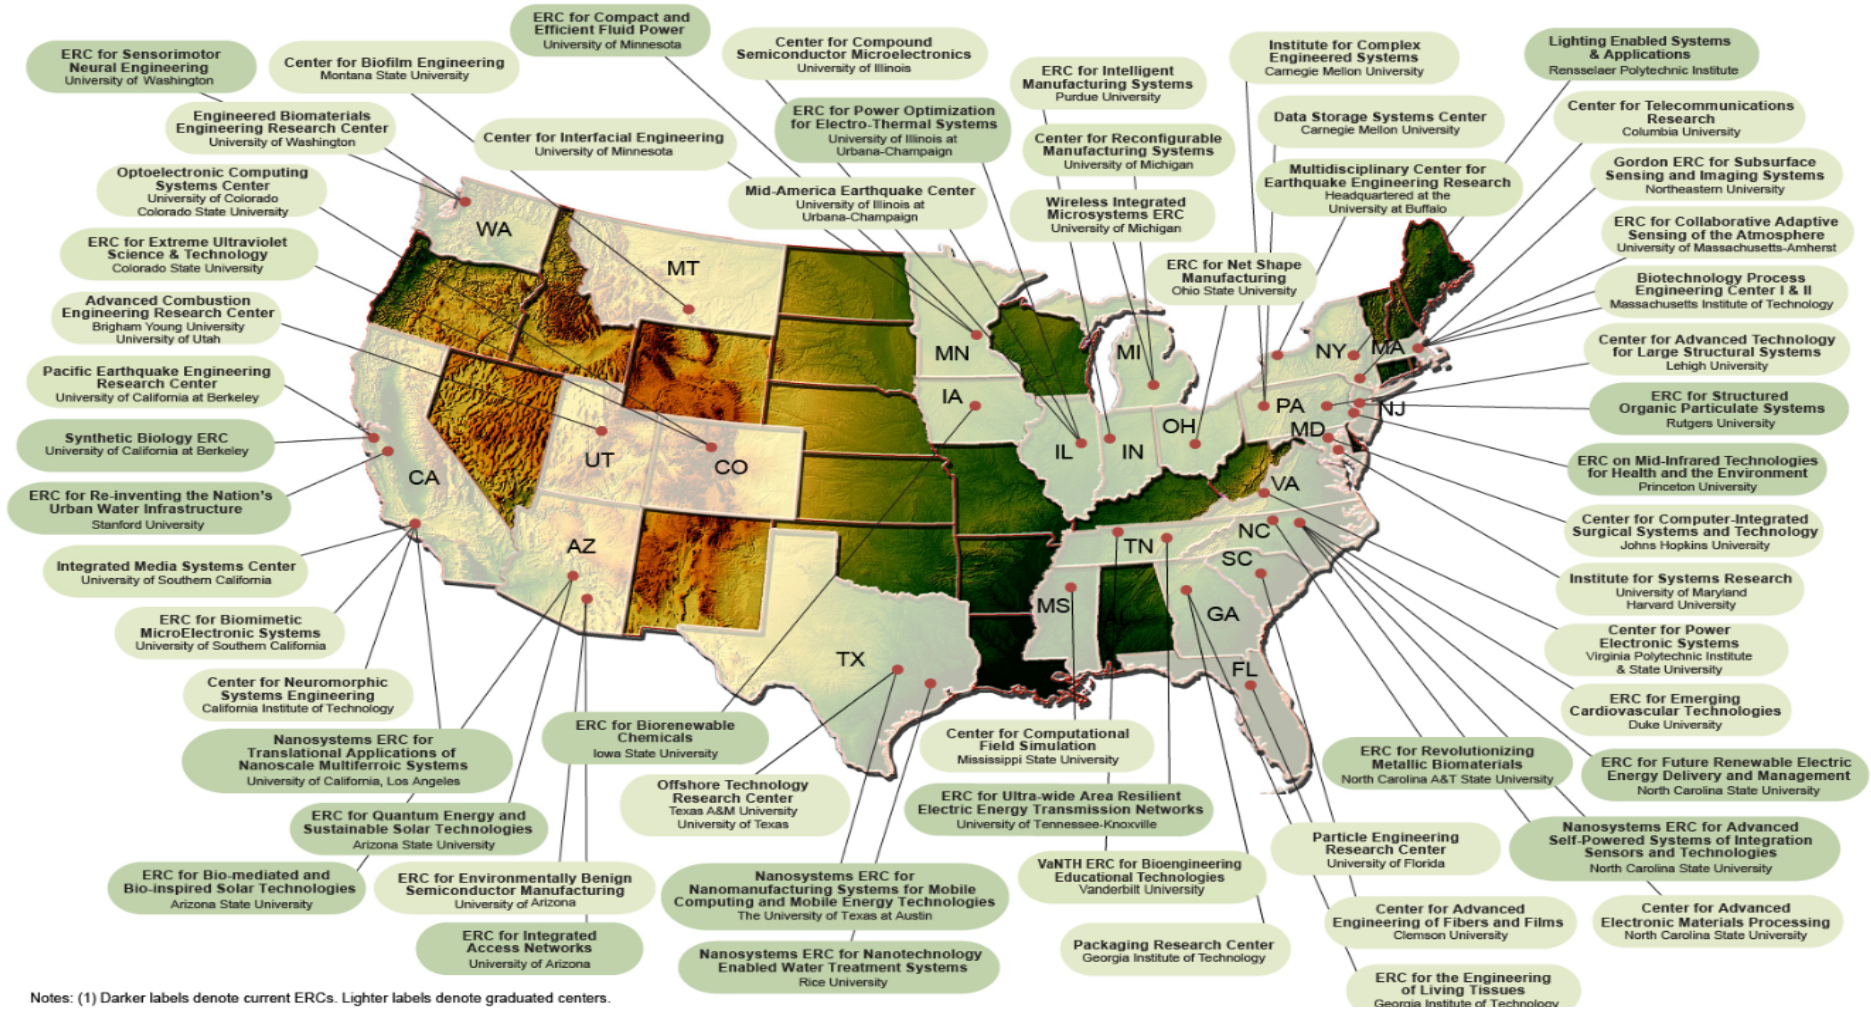 ERC for Sensorimotor
Neural Engineering
University of Washington
Center for Biofilm Engineering
Montana State University
ERC for Compact and
Efficient Fluid Power
University of Minnesota
Center for Compound
Semiconductor Microelectronics
University of Illinois
ERC for Intelligent
Manufacturing Systems
Purdue University
Institute for Complex
Engineered Systems
Carnegie Mellon University
Lighting Enabled Systems
& Applications
Rensselaer Polytechnic Institute
Engineered Biomaterials
Engineering Research Center
University of Washington
Center for Interfacial Engineering
University of Minnesota
ERC for Power Optimization
for Electro-Thermal Systems
University of Illinois at
Urbana-Champaign
Center for Reconfigurable
Manufacturing Systems
University of Michigan
Data Storage Systems Center
Carnegie Mellon University
Center for Telecommunications
Research
Columbia University
Optoelectronic Computing
Systems Center
University of Colorado
Colorado State University
Mid-America Earthquake Center
University of Illinois at
Urbana-Champaign
Wireless Integrated
Microsystems ERC
University of Michigan
Multidisciplinary Center for
Earthquake Engineering Research
Headquartered at the
University at Buffalo
Gordon ERC for Subsurface
Sensing and Imaging Systems
Northeastern University
ERC for Extreme Ultraviolet
Science & Technology
Colorado State University
ERC for Net Shape
Manufacturing
Ohio State University
ERC for Collaborative Adaptive
Sensing of the Atmosphere
University of Massachusetts-Amherst
Advanced Combustion
Engineering Research Center
Brigham Young University
University of Utah
Biotechnology Process
Engineering Center I & II
Massachusetts Institute of Technology
Pacific Earthquake Engineering
Research Center
University of California at Berkeley
Center for Advanced Technology
for Large Structural Systems
Lehigh University
Synthetic Biology ERC
University of California at Berkeley
ERC for Structured
Organic Particulate Systems
Rutgers University
ERC for Re-inventing the Nation's
Urban Water Infrastructure
Stanford University
ERC on Mid-Infrared Technologies
for Health and the Environment
Princeton University
Integrated Media Systems Center
University of Southern California
Center for Computer-Integrated
Surgical Systems and Technology
Johns Hopkins University
ERC for Biomimetic
MicroElectronic Systems
University of Southern California
Institute for Systems Research
University of Maryland
Harvard University
Center for Neuromorphic
Systems Engineering
California Institute of Technology
Center for Power
Electronic Systems
Virginia Polytechnic Institute
& State University
WA
MT
MN
MI
NY
MA
IA
PA
NJ
OH
MD
UT
CO
IL
IN
CA
VA
NC
AZ
TN
SC
MS
GA
TX
FL
Nanosystems ERC for
Translational Applications of
Nanoscale Multiferroic Systems
University of California, Los Angeles
ERC for Biorenewable
Chemicals
Iowa State University
Center for Computational
Field Simulation
Mississippi State University
ERC for Revolutionizing
Metallic Biomaterials
North Carolina A&T State University
ERC for Emerging
Cardiovascular Technologies
Duke University
ERC for Quantum Energy and
Sustainable Solar Technologies
Arizona State University
Offshore Technology
Research Center
Texas A&M University
University of Texas
ERC for Ultra-wide Area Resilient
Electric Energy Transmission Networks
University of Tennessee-Knoxville
ERC for Future Renewable Electric
Energy Delivery and Management
North Carolina State University
ERC for Bio-mediated and
Bio-inspired Solar Technologies
Arizona State University
ERC for Environmentally Benign
Semiconductor Manufacturing
University of Arizona
Nanosystems ERC for
Nanomanufacturing Systems for Mobile
Computing and Mobile Energy Technologies
The University of Texas at Austin
VaNTH ERC for Bioengineering
Educational Technologies
Vanderbilt University
Particle Engineering
Research Center
University of Florida
Nanosystems ERC for Advanced
Self-Powered Systems of Integration
Sensors and Technologies
North Carolina State University
ERC for Integrated
Access Networks
University of Arizona
Nanosystems ERC for Nanotechnology
Enabled Water Treatment Systems
Rice University
Packaging Research Center
Georgia Institute of Technology
Center for Advanced
Engineering of Fibers and Films
Clemson University
Center for Advanced
Electronic Materials Processing
North Carolina State University
ERC for the Engineering
of Living Tissues
Georgia Institute of Technology
Notes: (1) Darker labels denote current ERCs. Lighter labels denote graduated centers.